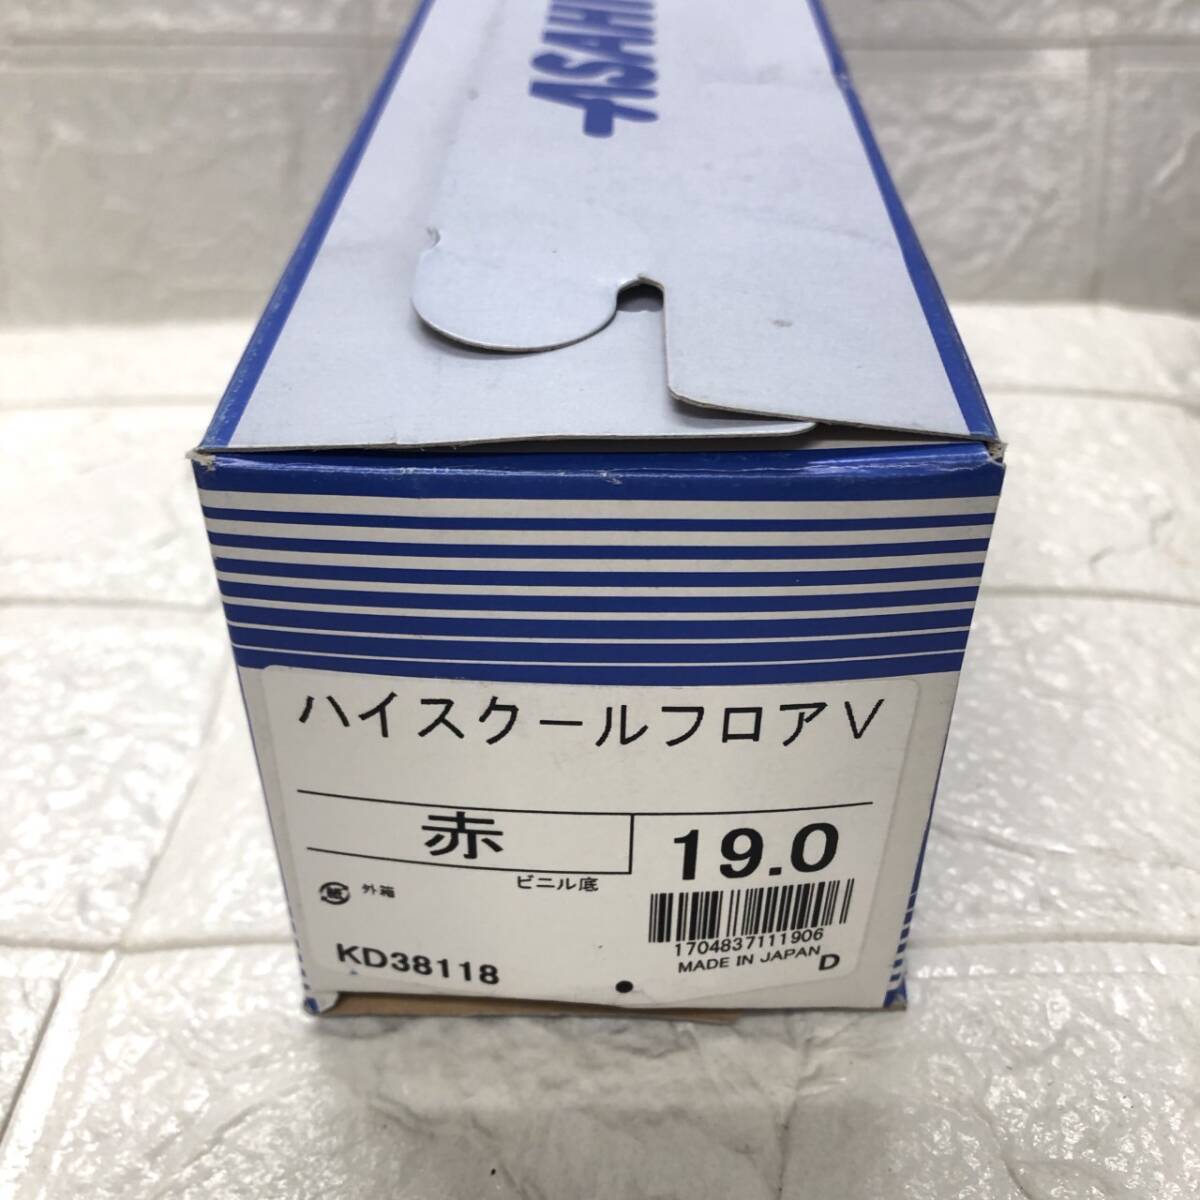 ASAHI
ハイスクールフロアV
赤
19.0
ビニル底
紙 外箱
1704837111906
KD38118
MADE IN JAPAN
D